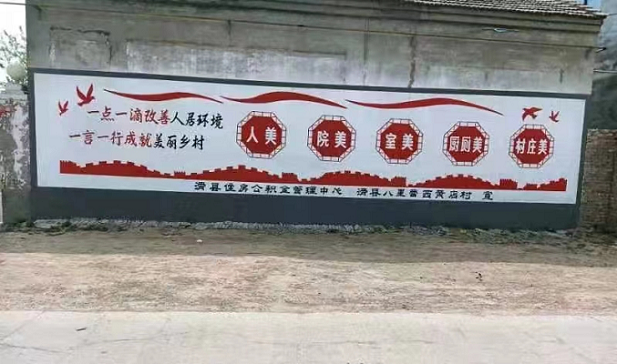 一点一滴改善人居环境
一言一行成就美丽乡村
人美
院美
室美
厨厕美
村庄美
滑县住房公积金管理中心 滑县八里营西黄店村 宣